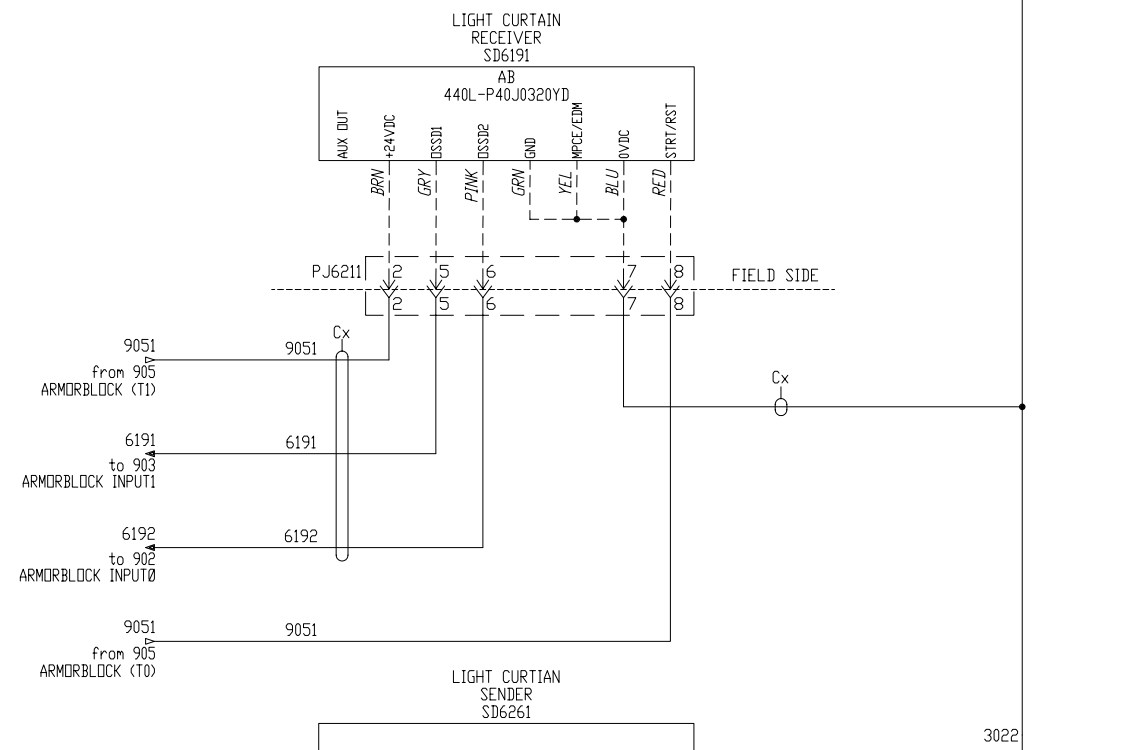 LIGHT CURTAIN
RECEIVER
SD6191
AB
440L-P40J0320YD
AUX OUT
+24VDC
OSSD1
OSSD2
GND
MPCE/EDM
0VDC
STRT/RST
BRN
GRY
PINK
GRN
YEL
BLU
RED
PJ6211
2 5 6 7 8
FIELD SIDE
2 5 6 7 8
Cx
9051 9051
from 905
ARMORBLOCK (T1)
Cx
6191 6191
to 903
ARMORBLOCK INPUT1
6192 6192
to 902
ARMORBLOCK INPUT0
9051 9051
from 905
ARMORBLOCK (T0)
LIGHT CURTIAN
SENDER
SD6261
3022